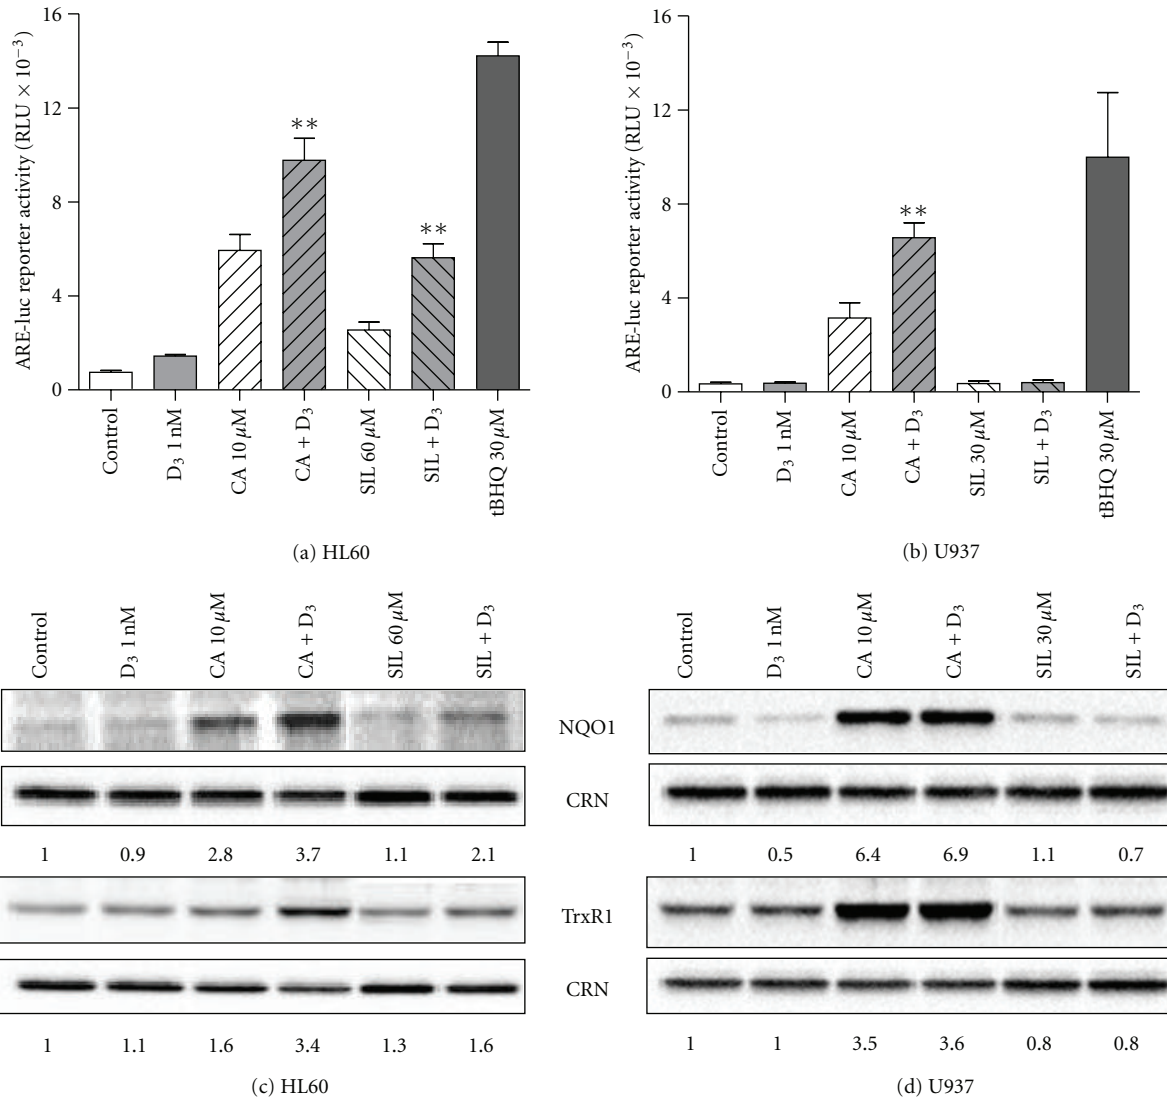 16
12
8
4
0
ARE-luc reporter activity (RLU × 10⁻³)
**
**
Control
D₃ 1 nM
CA 10 μM
CA + D₃
SIL 60 μM
SIL + D₃
tBHQ 30 μM
(a) HL60
16
12
8
4
0
ARE-luc reporter activity (RLU × 10⁻³)
**
Control
D₃ 1 nM
CA 10 μM
CA + D₃
SIL 30 μM
SIL + D₃
tBHQ 30 μM
(b) U937
Control
D₃ 1 nM
CA 10 μM
CA + D₃
SIL 60 μM
SIL + D₃
Control
D₃ 1 nM
CA 10 μM
CA + D₃
SIL 30 μM
SIL + D₃
NQO1
CRN
1 0.9 2.8 3.7 1.1 2.1
1 0.5 6.4 6.9 1.1 0.7
TrxR1
CRN
1 1.1 1.6 3.4 1.3 1.6
1 1 3.5 3.6 0.8 0.8
(c) HL60
(d) U937